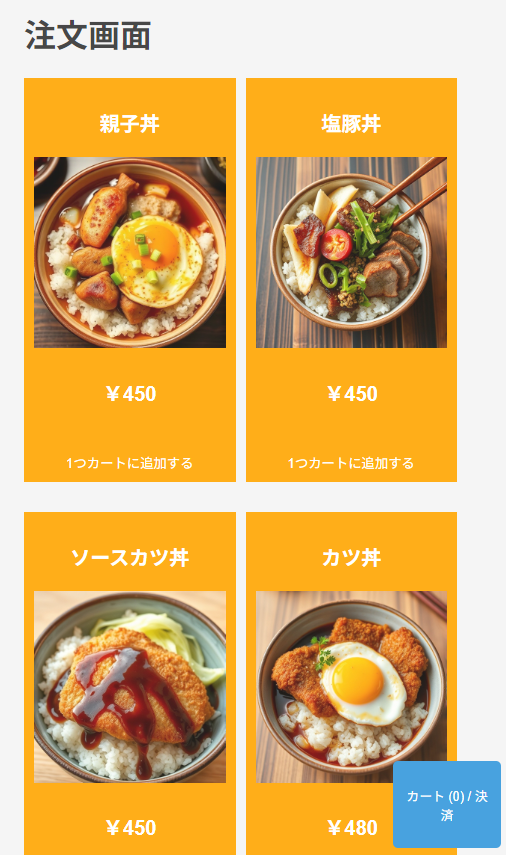 注文画面
親子丼
塩豚丼
￥450
￥450
1つカートに追加する
1つカートに追加する
ソースカツ丼
カツ丼
￥450
￥480
カート (0) / 決
済